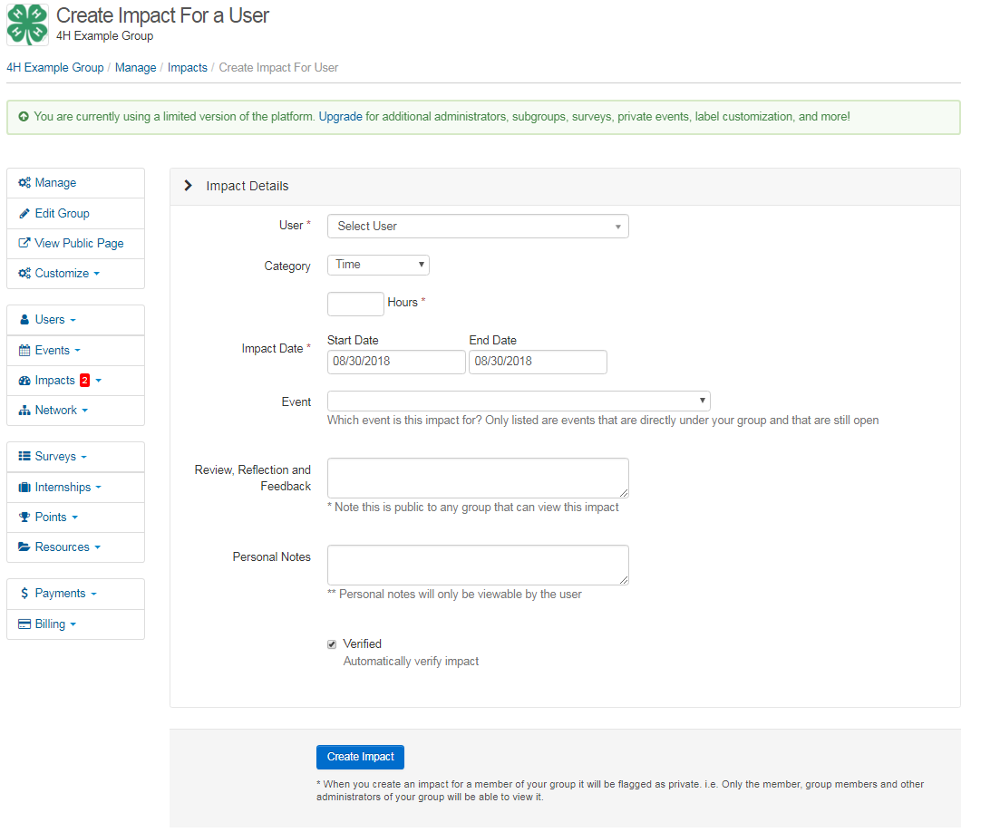 H H H H
Create Impact For a User
4H Example Group
4H Example Group / Manage / Impacts / Create Impact For User
You are currently using a limited version of the platform. Upgrade for additional administrators, subgroups, surveys, private events, label customization, and more!
Manage
Edit Group
View Public Page
Customize
Users
Events
Impacts 2
Network
Surveys
Internships
Points
Resources
$ Payments
Billing
Impact Details
User *
Select User
Category
Time
Hours *
Impact Date *
Start Date
End Date
08/30/2018
08/30/2018
Event
Which event is this impact for? Only listed are events that are directly under your group and that are still open
Review, Reflection and
Feedback
* Note this is public to any group that can view this impact
Personal Notes
** Personal notes will only be viewable by the user
Verified
Automatically verify impact
Create Impact
* When you create an impact for a member of your group it will be flagged as private. i.e. Only the member, group members and other
administrators of your group will be able to view it.